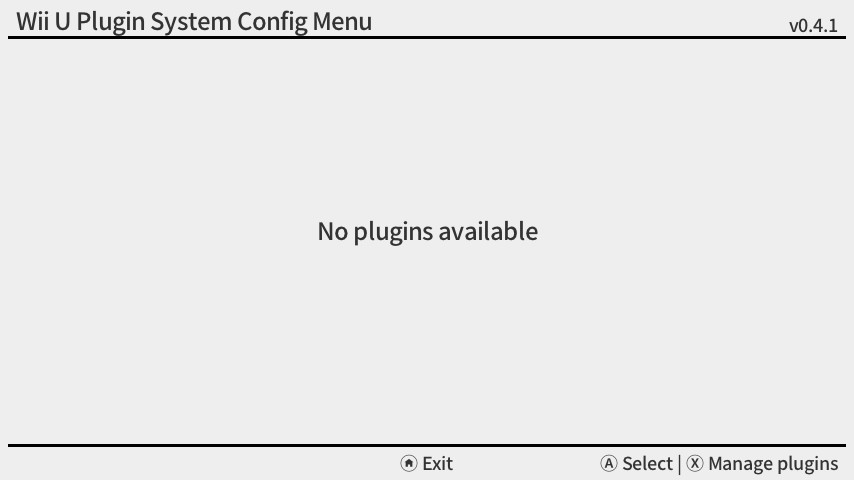 Wii U Plugin System Config Menu
v0.4.1
No plugins available
Exit
Ⓐ Select | Ⓧ Manage plugins